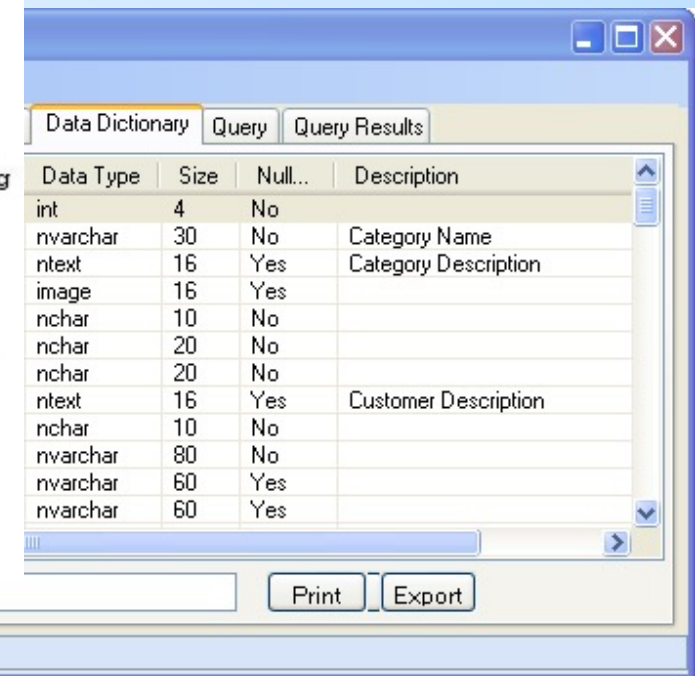 Data Dictionary Query Query Results
g Data Type Size Null... Description
int 4 No
nvarchar 30 No Category Name
ntext 16 Yes Category Description
image 16 Yes
nchar 10 No
nchar 20 No
nchar 20 No
ntext 16 Yes Customer Description
nchar 10 No
nvarchar 80 No
nvarchar 60 Yes
nvarchar 60 Yes
Print Export